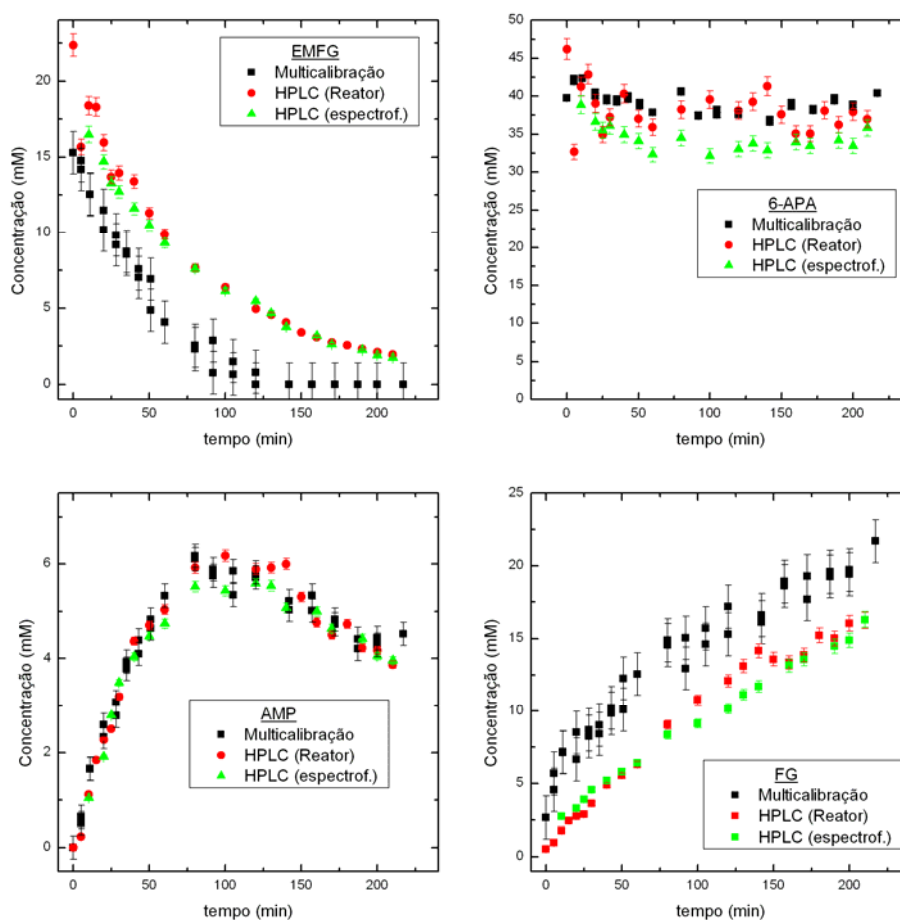 EMFG
Multicalibração
HPLC (Reator)
HPLC (espectrof.)
Concentração (mM)
20
15
10
5
0
0 50 100 150 200
tempo (min)
6-APA
Multicalibração
HPLC (Reator)
HPLC (espectrof.)
Concentração (mM)
50
45
40
35
30
25
20
15
10
5
0
0 50 100 150 200
tempo (min)
AMP
Multicalibração
HPLC (Reator)
HPLC (espectrof.)
Concentração (mM)
6
4
2
0
0 50 100 150 200
tempo (min)
FG
Multicalibração
HPLC (Reator)
HPLC (espectrof.)
Concentração (mM)
25
20
15
10
5
0
0 50 100 150 200
tempo (min)